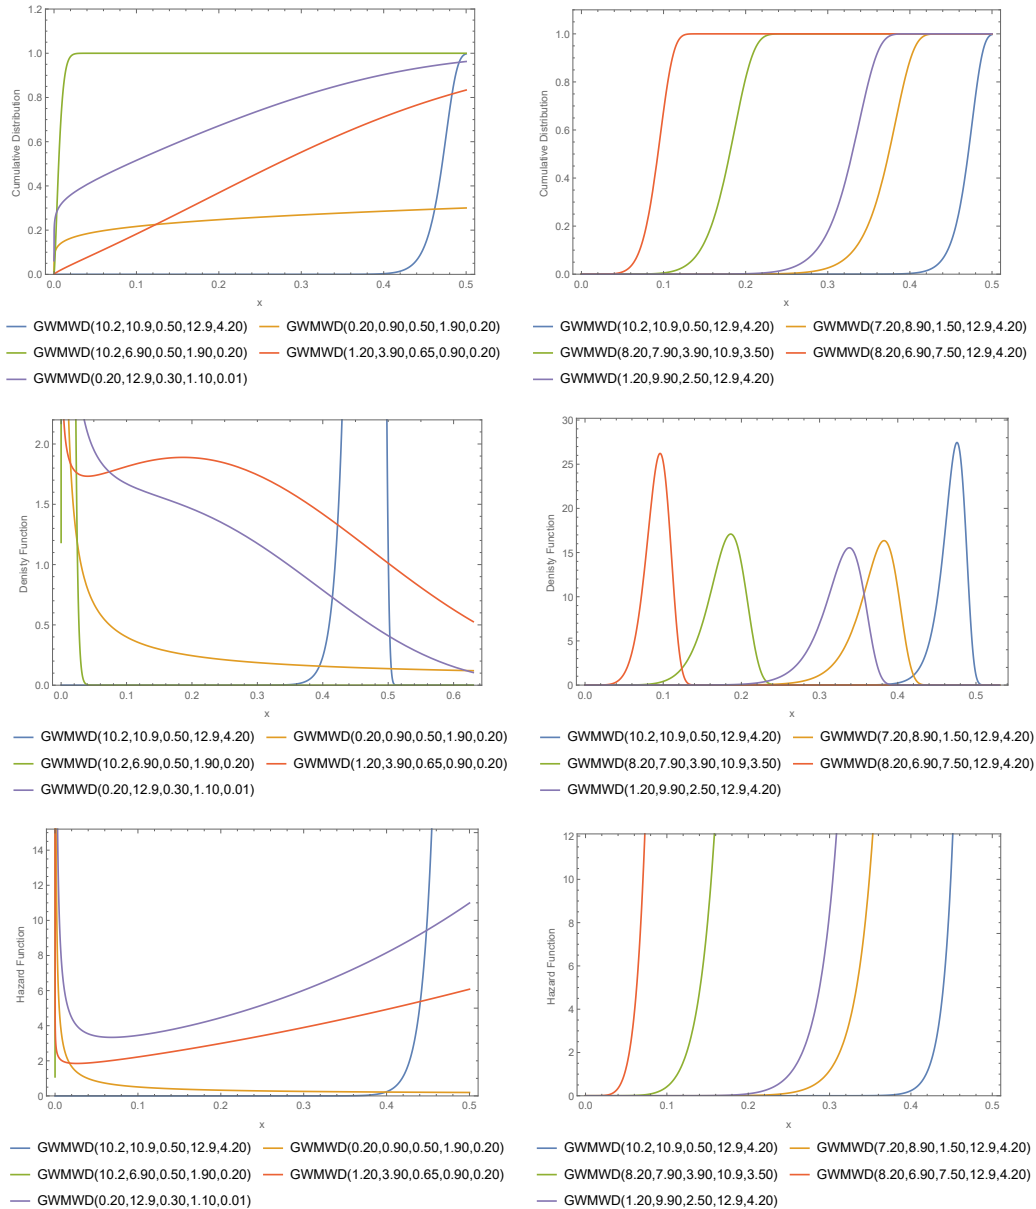 1.2
1.0
0.8
0.6
0.4
0.2
0.0
Cumulative Distribution
0.0 0.1 0.2 0.3 0.4 0.5
x
GWMWD(10.2,10.9,0.50,12.9,4.20) GWMWD(0.20,0.90,0.50,1.90,0.20)
GWMWD(10.2,6.90,0.50,1.90,0.20) GWMWD(1.20,3.90,0.65,0.90,0.20)
GWMWD(0.20,12.9,0.30,1.10,0.01)
1.0
0.8
0.6
0.4
0.2
0.0
Cumulative Distribution
0.0 0.1 0.2 0.3 0.4 0.5
x
GWMWD(10.2,10.9,0.50,12.9,4.20) GWMWD(7.20,8.90,1.50,12.9,4.20)
GWMWD(8.20,7.90,3.90,10.9,3.50) GWMWD(8.20,6.90,7.50,12.9,4.20)
GWMWD(1.20,9.90,2.50,12.9,4.20)
2.0
1.5
1.0
0.5
0.0
Denisty Function
0.0 0.1 0.2 0.3 0.4 0.5 0.6
x
GWMWD(10.2,10.9,0.50,12.9,4.20) GWMWD(0.20,0.90,0.50,1.90,0.20)
GWMWD(10.2,6.90,0.50,1.90,0.20) GWMWD(1.20,3.90,0.65,0.90,0.20)
GWMWD(0.20,12.9,0.30,1.10,0.01)
30
25
20
15
10
5
0
Denisty Function
0.0 0.1 0.2 0.3 0.4 0.5
x
GWMWD(10.2,10.9,0.50,12.9,4.20) GWMWD(7.20,8.90,1.50,12.9,4.20)
GWMWD(8.20,7.90,3.90,10.9,3.50) GWMWD(8.20,6.90,7.50,12.9,4.20)
GWMWD(1.20,9.90,2.50,12.9,4.20)
14
12
10
8
6
4
2
0
Hazard Function
0.0 0.1 0.2 0.3 0.4 0.5
x
GWMWD(10.2,10.9,0.50,12.9,4.20) GWMWD(0.20,0.90,0.50,1.90,0.20)
GWMWD(10.2,6.90,0.50,1.90,0.20) GWMWD(1.20,3.90,0.65,0.90,0.20)
GWMWD(0.20,12.9,0.30,1.10,0.01)
12
10
8
6
4
2
0
Hazard Function
0.0 0.1 0.2 0.3 0.4 0.5
x
GWMWD(10.2,10.9,0.50,12.9,4.20) GWMWD(7.20,8.90,1.50,12.9,4.20)
GWMWD(8.20,7.90,3.90,10.9,3.50) GWMWD(8.20,6.90,7.50,12.9,4.20)
GWMWD(1.20,9.90,2.50,12.9,4.20)